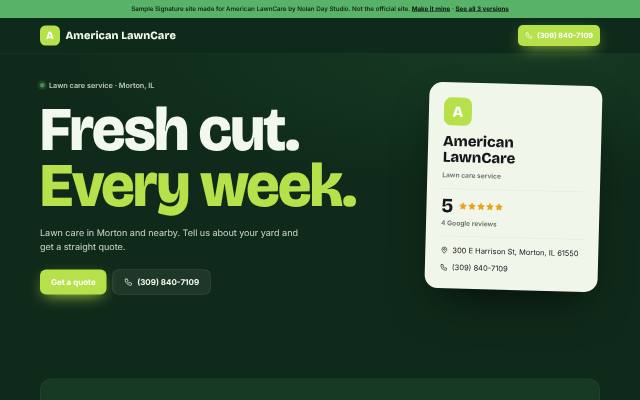 Sample Signature site made for American LawnCare by Nolan Day Studio. Not the official site. Make it mine · See all 3 versions
A American LawnCare
(309) 840-7109
Lawn care service · Morton, IL
Fresh cut.
Every week.
Lawn care in Morton and nearby. Tell us about your yard and
get a straight quote.
Get a quote
(309) 840-7109
A
American
LawnCare
Lawn care service
5 ★★★★★
4 Google reviews
300 E Harrison St, Morton, IL 61550
(309) 840-7109